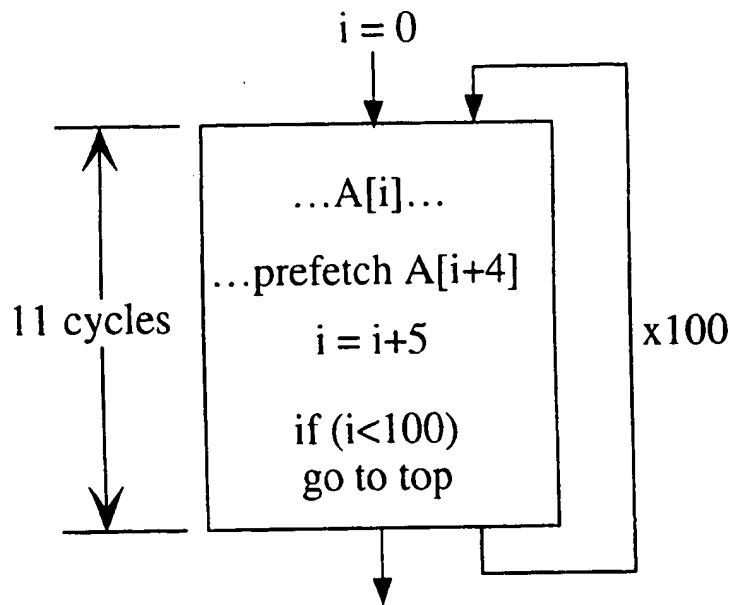 i = 0
...A[i]...
...prefetch A[i+4]
11 cycles
i = i+5
x100
if (i<100)
go to top